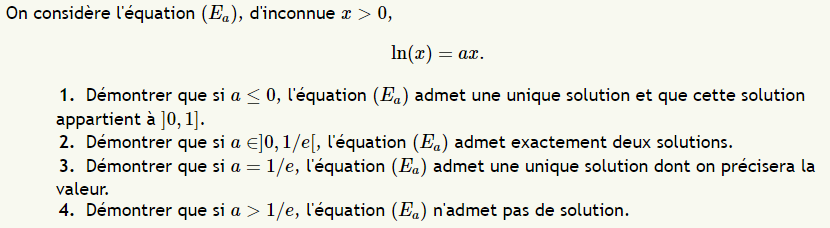 On considère l'équation $(E_a)$, d'inconnue $x > 0$,
$$\ln(x) = ax.$$
1. Démontrer que si $a \leq 0$, l'équation $(E_a)$ admet une unique solution et que cette solution
appartient à $]0, 1]$.
2. Démontrer que si $a \in ]0, 1/e[$, l'équation $(E_a)$ admet exactement deux solutions.
3. Démontrer que si $a = 1/e$, l'équation $(E_a)$ admet une unique solution dont on précisera la
valeur.
4. Démontrer que si $a > 1/e$, l'équation $(E_a)$ n'admet pas de solution.